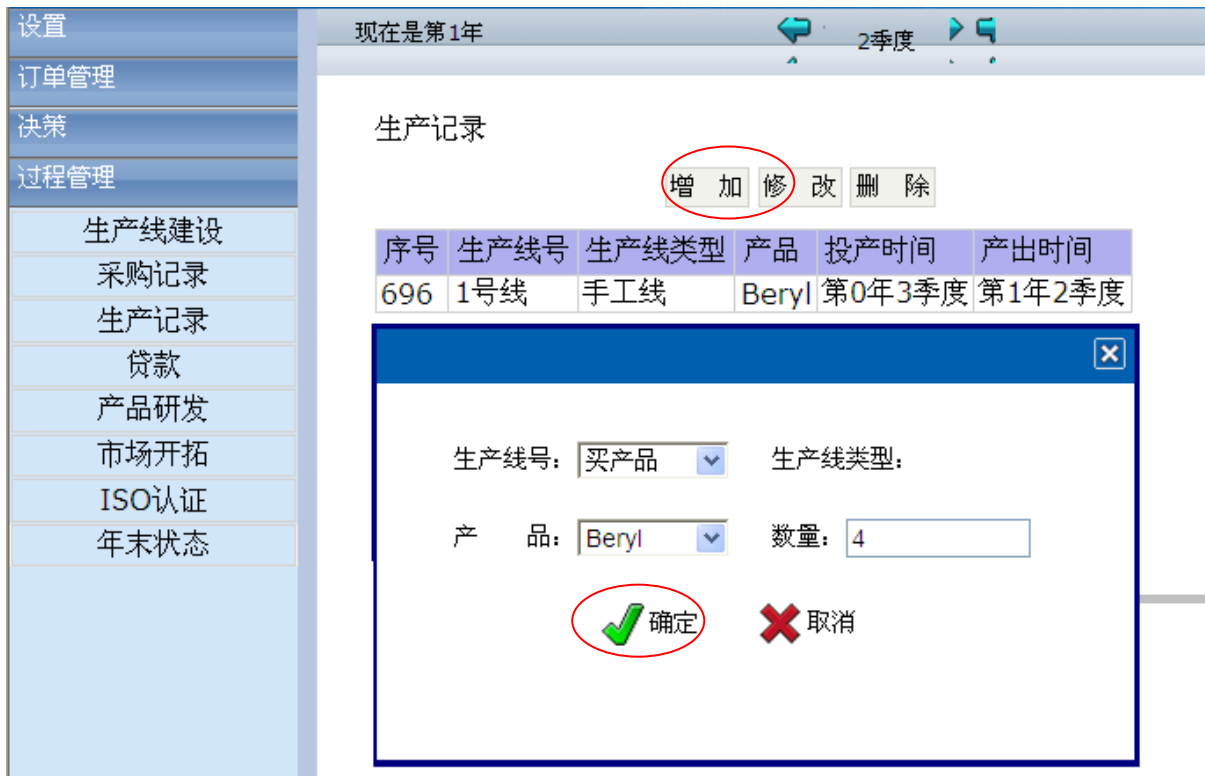 设置
现在是第1年 2季度
订单管理
决策
过程管理
生产线建设
采购记录
生产记录
贷款
产品研发
市场开拓
ISO认证
年末状态
生产记录
增 加 修 改 删 除
序号 生产线号 生产线类型 产品 投产时间 产出时间
696 1号线 手工线 Beryl 第0年3季度 第1年2季度
生产线号： 买产品 生产线类型：
产 品： Beryl 数量： 4
确定 取消